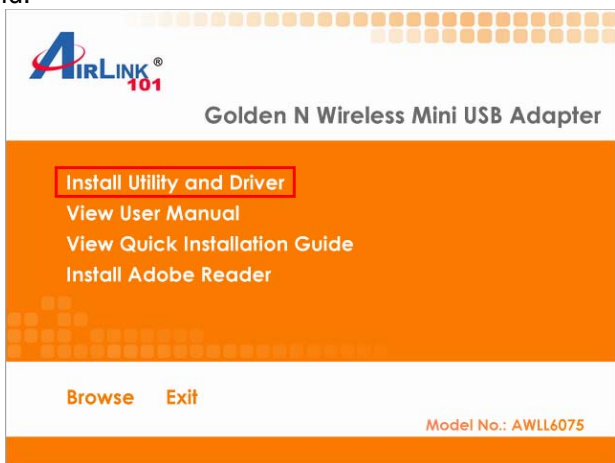 AIRLINK®
101
Golden N Wireless Mini USB Adapter
Install Utility and Driver
View User Manual
View Quick Installation Guide
Install Adobe Reader
Browse Exit
Model No.: AWLL6075